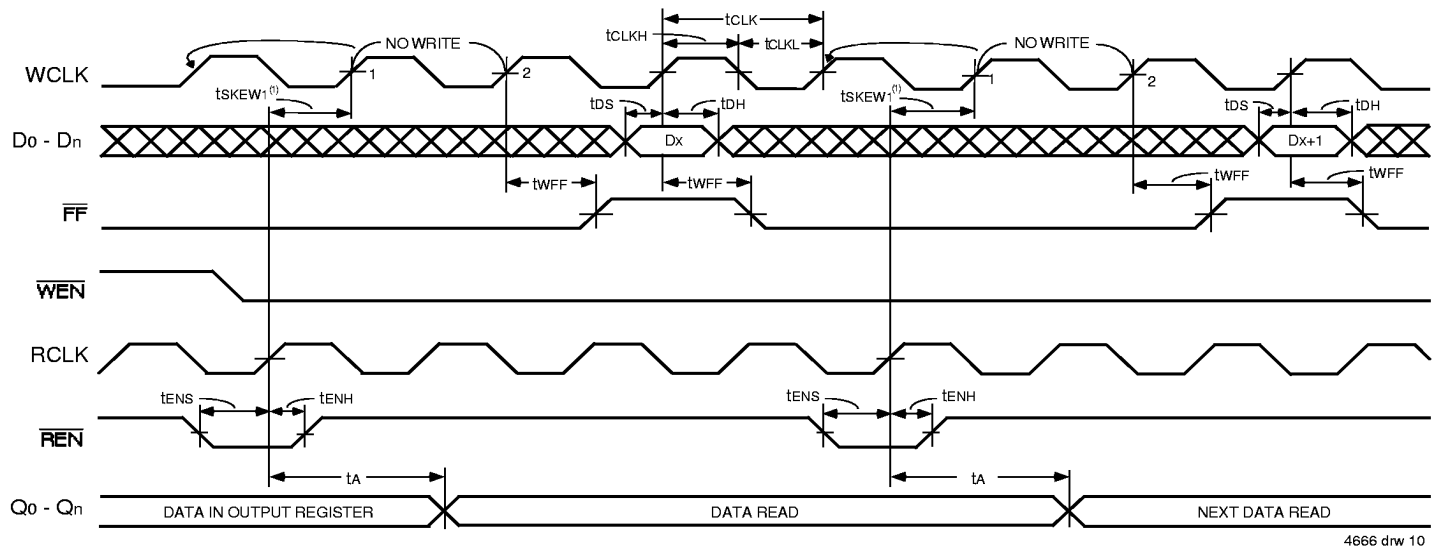 tCLK
tCLKH
tCLKL
NO WRITE
NO WRITE
WCLK
1
2
1
2
tSKEW1(1)
tDS
tDH
tSKEW1(1)
tDS
tDH
D0 - Dn
DX
DX+1
tWFF
tWFF
tWFF
tWFF
FF
WEN
RCLK
tENS
tENH
tENS
tENH
REN
tA
tA
Q0 - Qn
DATA IN OUTPUT REGISTER
DATA READ
NEXT DATA READ
4666 drw 10